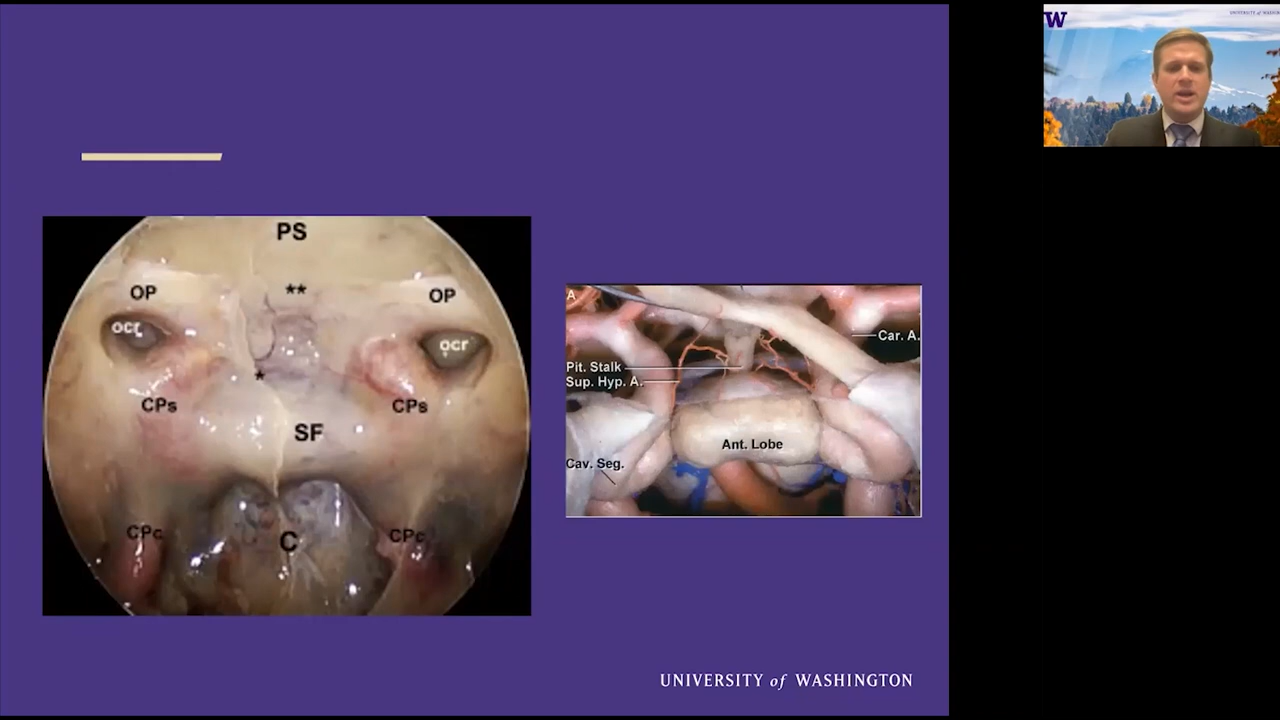 PS
OP
**
OP
ocr
ocr
*
CPs
CPs
SF
CPc
C
CPc
A
Car. A.
Pit. Stalk
Sup. Hyp. A.
Ant. Lobe
Cav. Seg.
UNIVERSITY of WASHINGTON
W